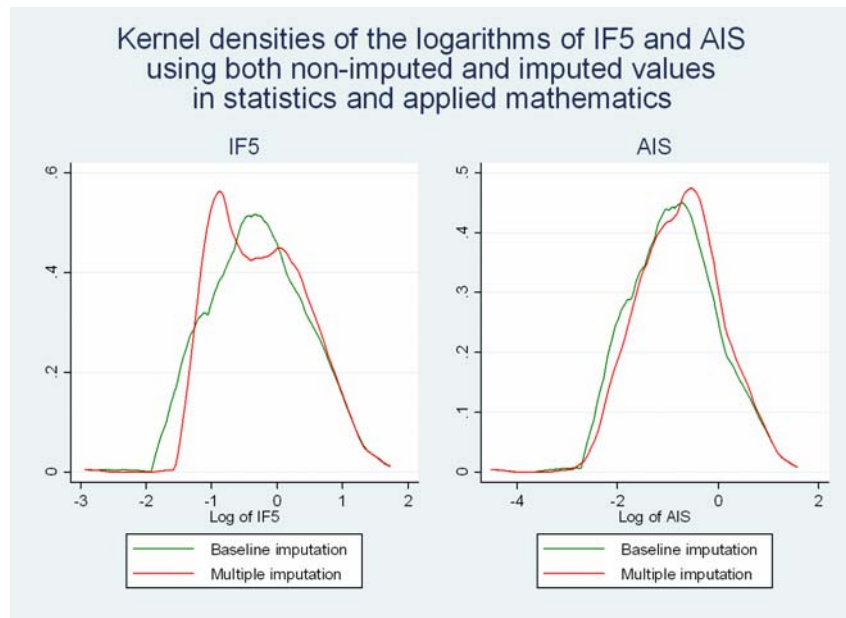 Kernel densities of the logarithms of IF5 and AIS
using both non-imputed and imputed values
in statistics and applied mathematics
IF5
.6
.4
.2
0
-3 -2 -1 0 1 2
Log of IF5
Baseline imputation
Multiple imputation
AIS
.5
.4
.3
.2
.1
0
-4 -2 0 2
Log of AIS
Baseline imputation
Multiple imputation